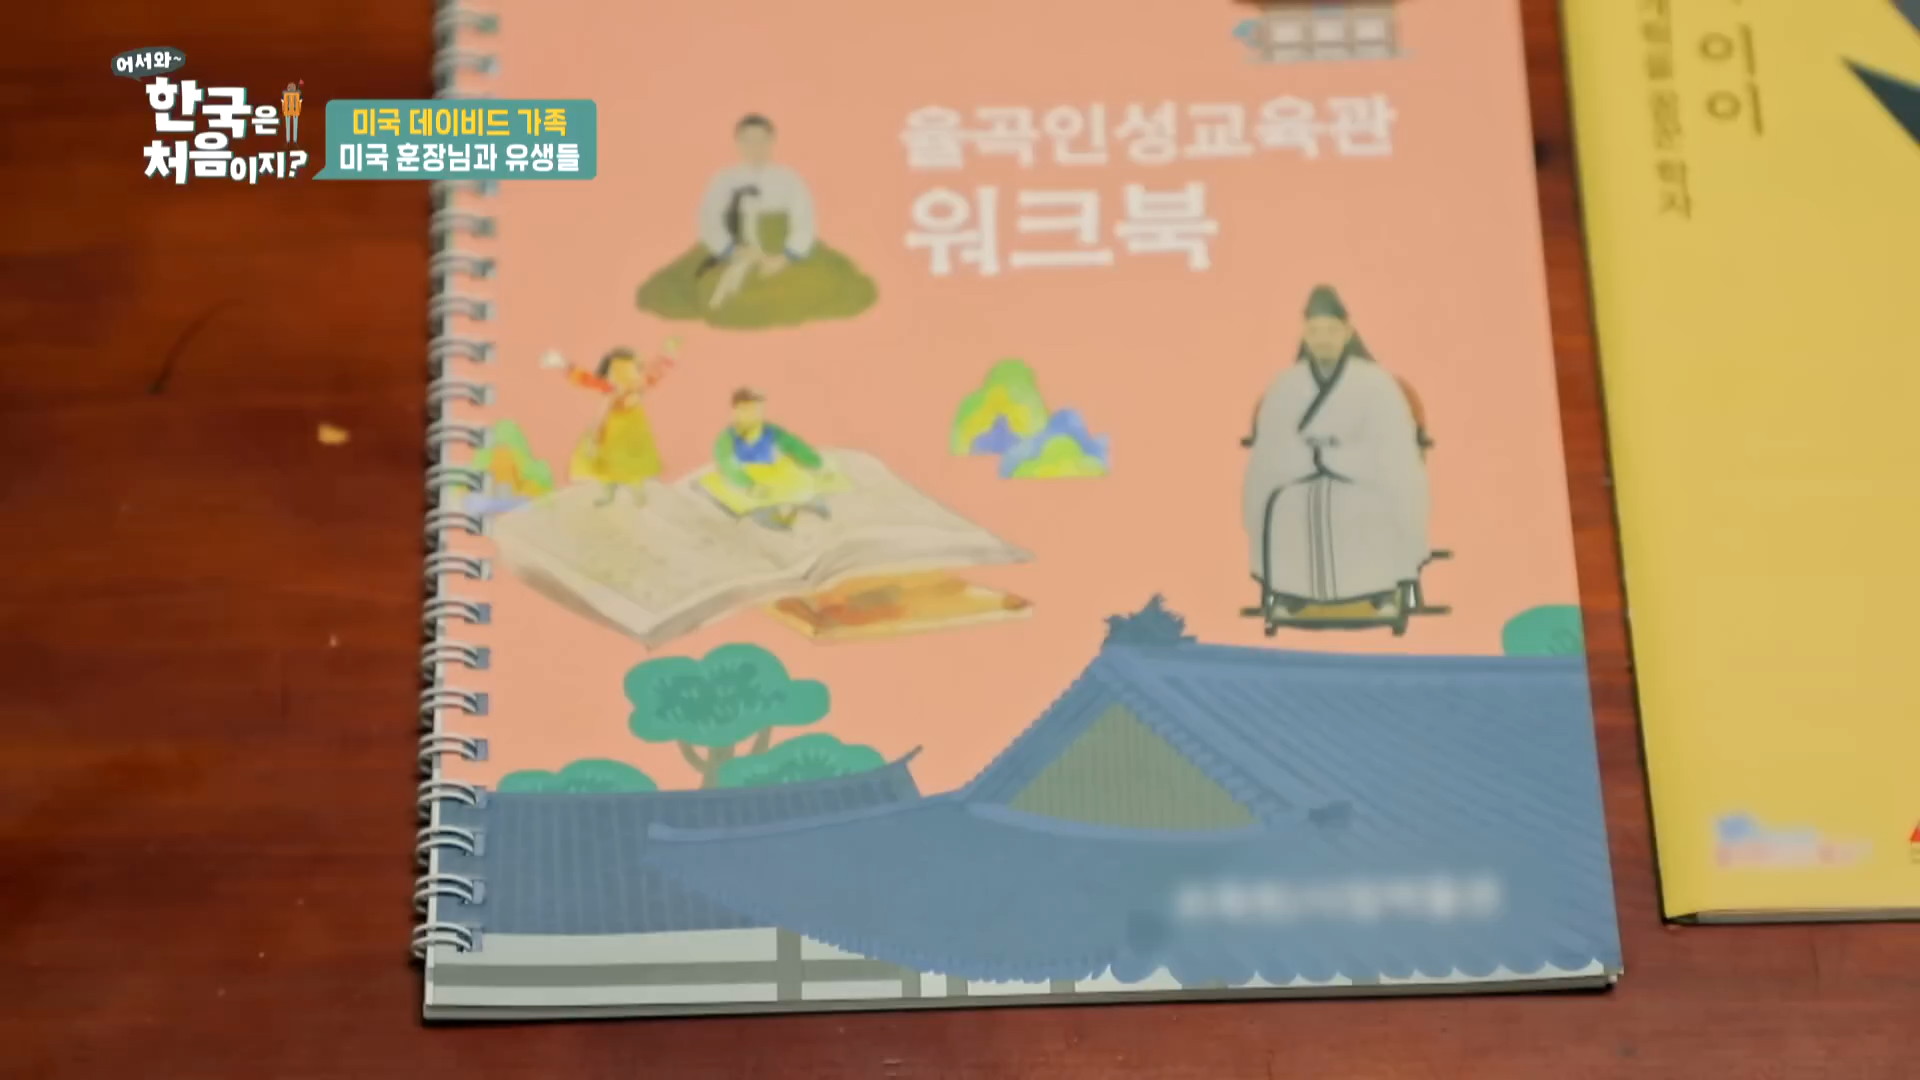 어서와~
한국은
처음이지?
미국 데이비드 가족
미국 훈장님과 유생들
율곡인성교육관
워크북
이이
학자